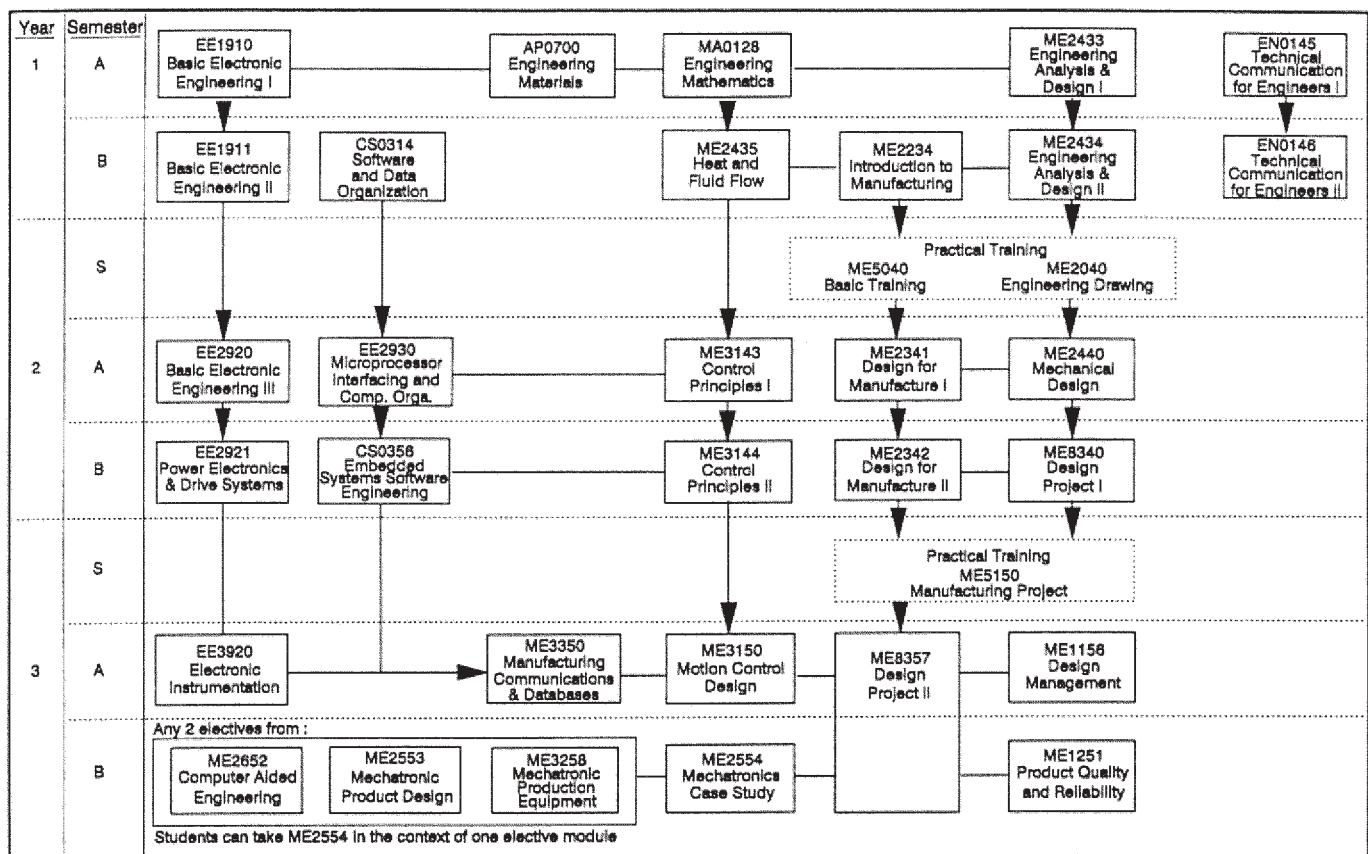 Year Semester
1 A
EE1910
Basic Electronic
Engineering I
AP0700
Engineering
Materials
MA0128
Engineering
Mathematics
ME2433
Engineering
Analysis &
Design I
EN0145
Technical
Communication
for Engineers I
B
EE1911
Basic Electronic
Engineering II
CS0314
Software
and Data
Organization
ME2435
Heat and
Fluid Flow
ME2234
Introduction to
Manufacturing
ME2434
Engineering
Analysis &
Design II
EN0146
Technical
Communication
for Engineers II
S
Practical Training
ME5040
Basic Training
ME2040
Engineering Drawing
2 A
EE2920
Basic Electronic
Engineering III
EE2930
Microprocessor
Interfacing and
Comp. Orga.
ME3143
Control
Principles I
ME2341
Design for
Manufacture I
ME2440
Mechanical
Design
B
EE2921
Power Electronics
& Drive Systems
CS0356
Embedded
Systems Software
Engineering
ME3144
Control
Principles II
ME2342
Design for
Manufacture II
ME8340
Design
Project I
S
Practical Training
ME5150
Manufacturing Project
3 A
EE3920
Electronic
Instrumentation
ME3350
Manufacturing
Communications
& Databases
ME3150
Motion Control
Design
ME8357
Design
Project II
ME1156
Design
Management
B
Any 2 electives from :
ME2652
Computer Aided
Engineering
ME2553
Mechatronic
Product Design
ME3258
Mechatronic
Production
Equipment
ME2554
Mechatronics
Case Study
ME1251
Product Quality
and Reliability
Students can take ME2554 in the context of one elective module